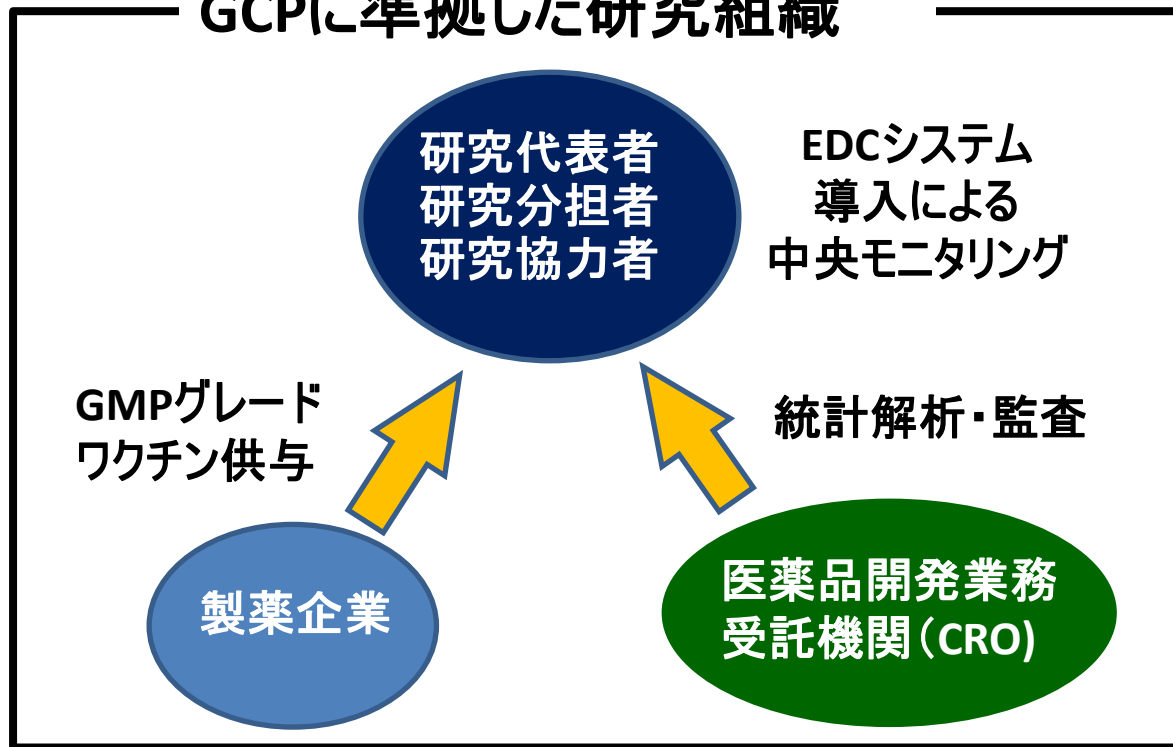 GCPに準拠した研究組織
研究代表者
研究分担者
研究協力者
EDCシステム
導入による
中央モニタリング
GMPグレード
ワクチン供与
統計解析・監査
製薬企業
医薬品開発業務
受託機関（CRO)